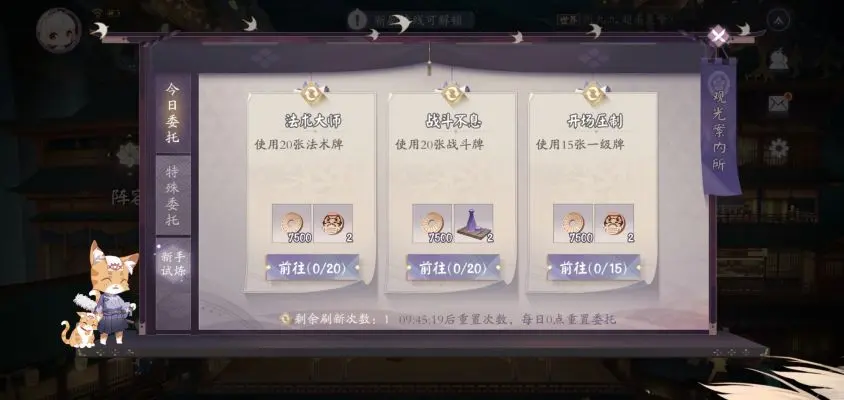 世界
今日委托
特殊委托
新手试炼
法术大师
使用20张法术牌
7500
2
前往(0/20)
战斗不息
使用20张战斗牌
7500
2
前往(0/20)
开场压制
使用15张一级牌
7500
2
前往(0/15)
剩余刷新次数：1 09:45:19后重置次数，每日0点重置委托
观光案内所